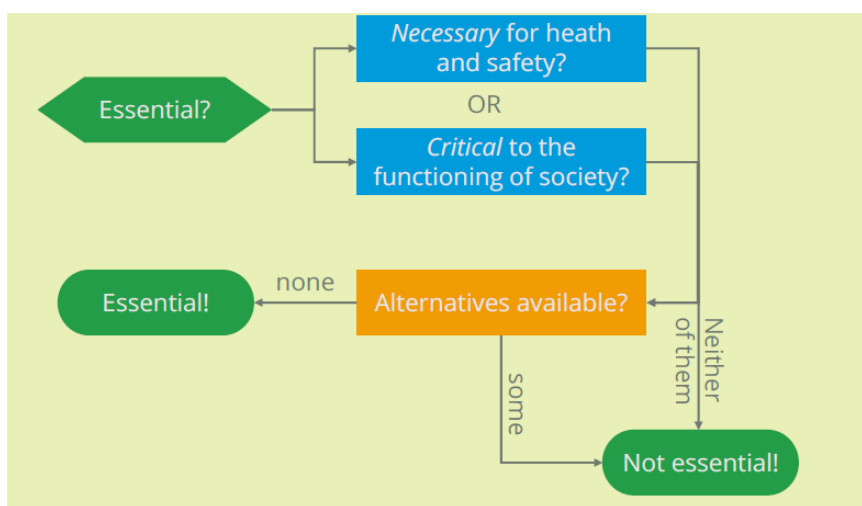 Necessary for heath
and safety?
Essential?
OR
Critical to the
functioning of society?
Essential!
none
Alternatives available?
Neither
of them
some
Not essential!